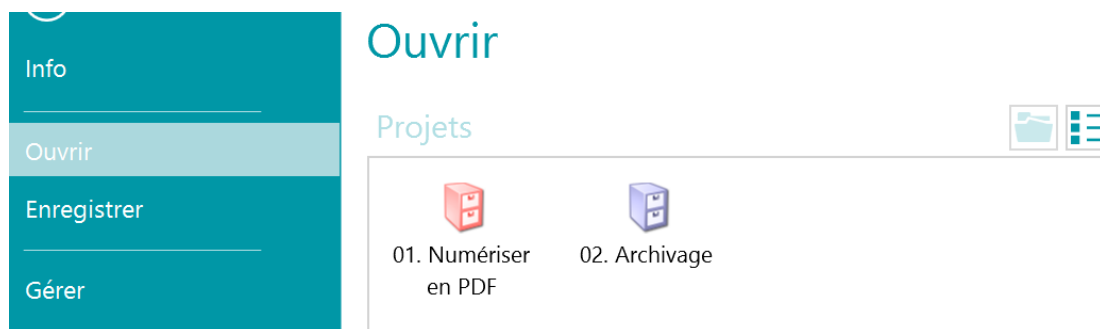 Info
Ouvrir
Enregistrer
Gérer
Ouvrir
Projets
01. Numériser
en PDF
02. Archivage